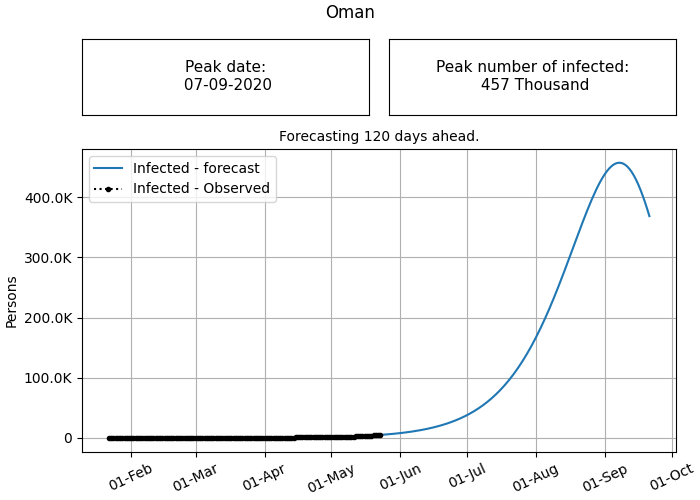 Oman
Peak date:
07-09-2020
Peak number of infected:
457 Thousand
Forecasting 120 days ahead.
Infected - forecast
Infected - Observed
400.0K
300.0K
200.0K
100.0K
0
Persons
01-Feb
01-Mar
01-Apr
01-May
01-Jun
01-Jul
01-Aug
01-Sep
01-Oct